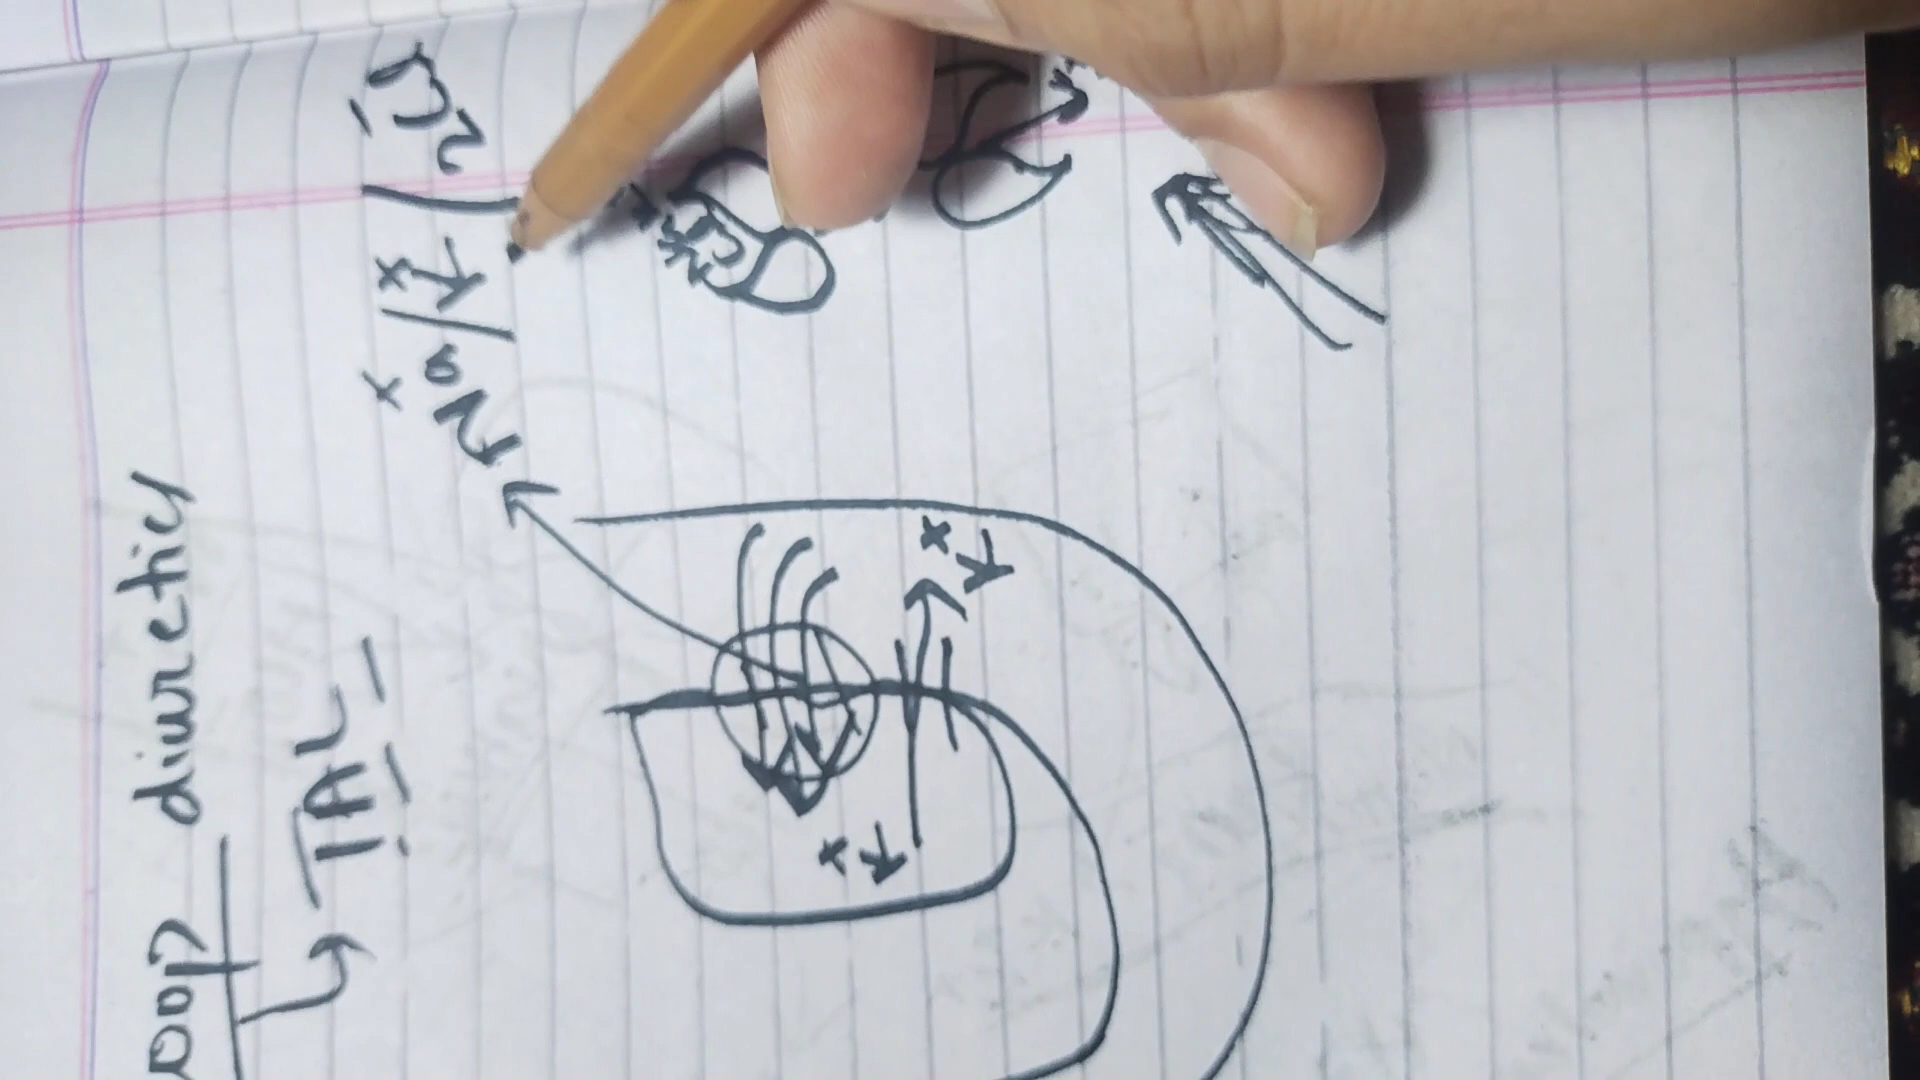 loop diuretics
↳ TAL
Na/K/2Cl
x x
K x
K x